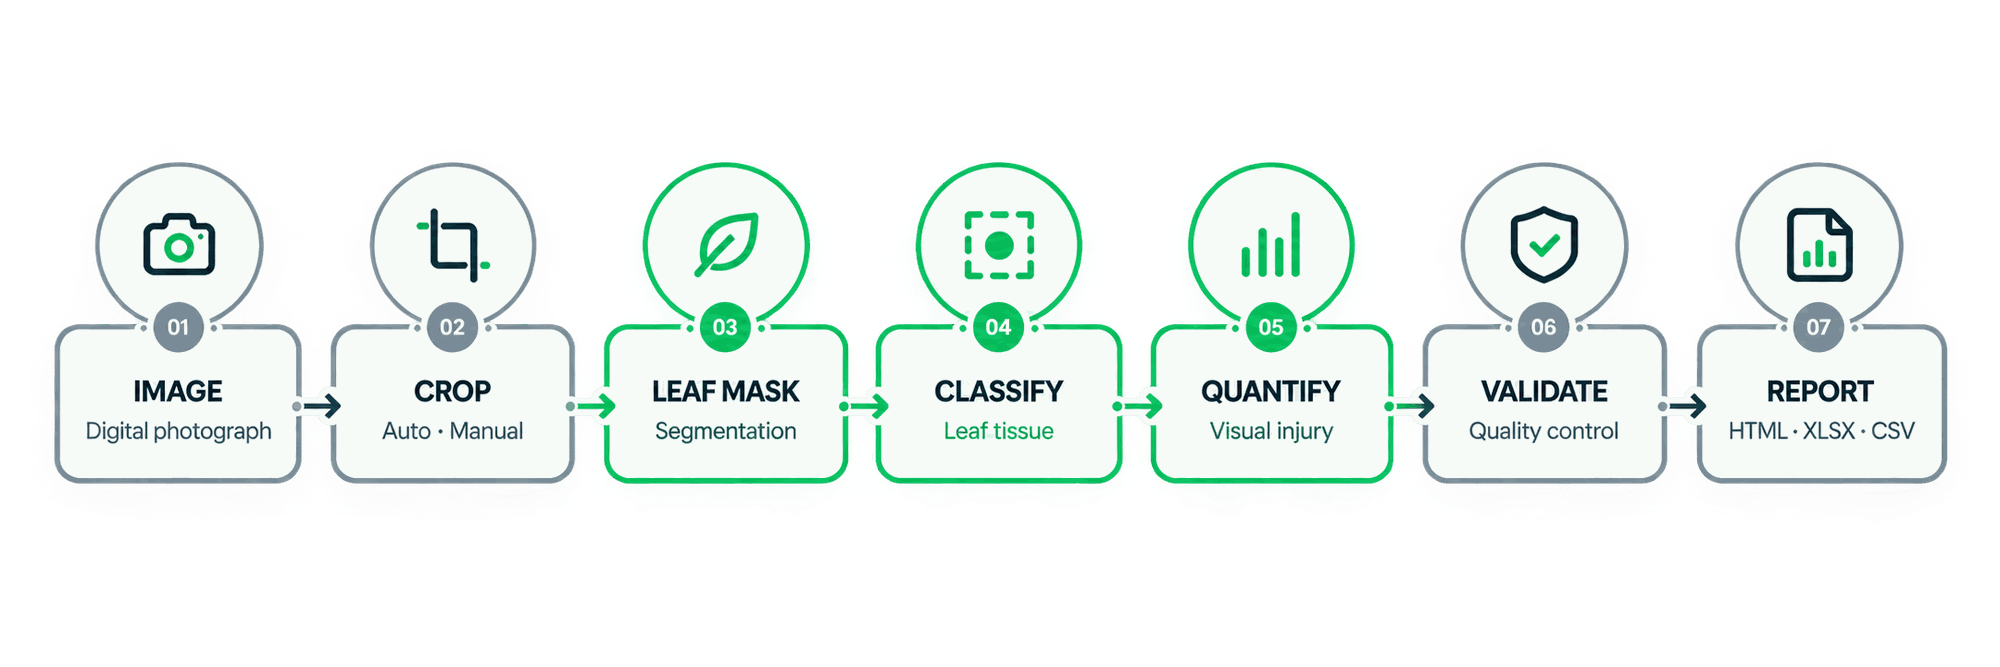 01
IMAGE
Digital photograph
02
CROP
Auto · Manual
03
LEAF MASK
Segmentation
04
CLASSIFY
Leaf tissue
05
QUANTIFY
Visual injury
06
VALIDATE
Quality control
07
REPORT
HTML · XLSX · CSV